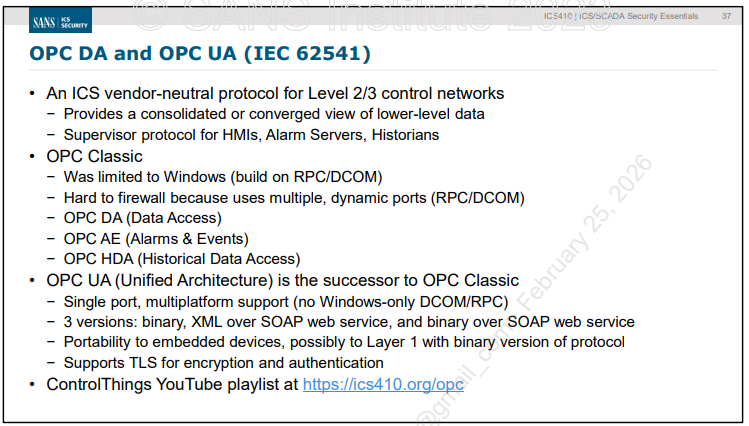 © SANS Institute 2026
SANS | ICS SECURITY
ICS410 | ICS/SCADA Security Essentials 37
OPC DA and OPC UA (IEC 62541)
• An ICS vendor-neutral protocol for Level 2/3 control networks
− Provides a consolidated or converged view of lower-level data
− Supervisor protocol for HMIs, Alarm Servers, Historians
• OPC Classic
− Was limited to Windows (build on RPC/DCOM)
− Hard to firewall because uses multiple, dynamic ports (RPC/DCOM)
− OPC DA (Data Access)
− OPC AE (Alarms & Events)
− OPC HDA (Historical Data Access)
• OPC UA (Unified Architecture) is the successor to OPC Classic
− Single port, multiplatform support (no Windows-only DCOM/RPC)
− 3 versions: binary, XML over SOAP web service, and binary over SOAP web service
− Portability to embedded devices, possibly to Layer 1 with binary version of protocol
− Supports TLS for encryption and authentication
• ControlThings YouTube playlist at https://ics410.org/opc
@gmail_com> February 25, 2026